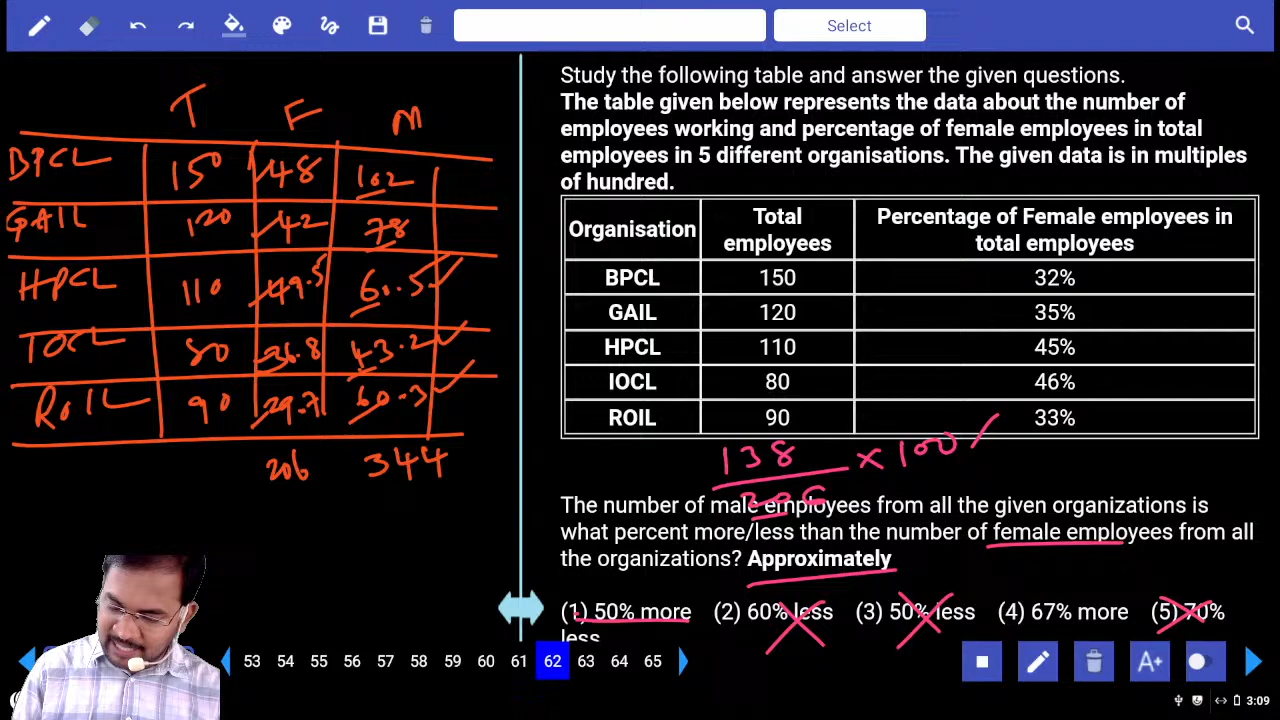 Select
T F M
BPCL 150 48 102
GAIL 120 42 78
HPCL 110 49.5 60.5
IOCL 80 36.8 43.2
ROIL 90 29.7 60.3
206 344
Study the following table and answer the given questions.
The table given below represents the data about the number of
employees working and percentage of female employees in total
employees in 5 different organisations. The given data is in multiples
of hundred.
Organisation Total employees Percentage of Female employees in total employees
BPCL 150 32%
GAIL 120 35%
HPCL 110 45%
IOCL 80 46%
ROIL 90 33%
138 × 100
206
The number of male employees from all the given organizations is
what percent more/less than the number of female employees from all
the organizations? Approximately
(1) 50% more (2) 60% less (3) 50% less (4) 67% more (5) 70%
less
53 54 55 56 57 58 59 60 61 62 63 64 65
A+
3:09